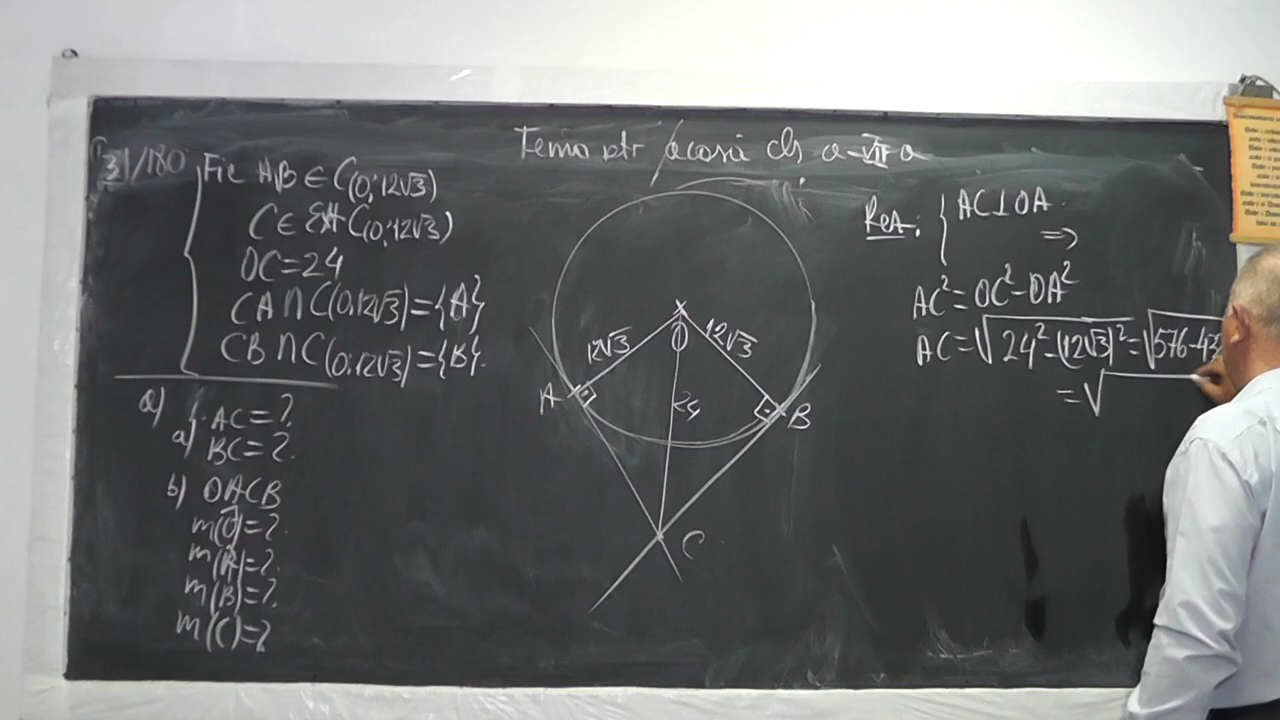 Tema ptr acasă cls a-VII a
31/180
Fie A,B ∈ C(O; 12√3)
C ∈ Ext C(O; 12√3)
OC=24
CA ∩ C(O; 12√3) = {A}
CB ∩ C(O; 12√3) = {B}.
a)
AC=?
a) BC=?
b) OACB
m(Ô)=?
m(Â)=?
m(B̂)=?
m(Ĉ)=?
12√3
O
12√3
A
24
B
C
Rez:
AC⊥OA
⇒
AC²=OC²-OA²
AC=√24²-(12√3)²=√576-43
=√